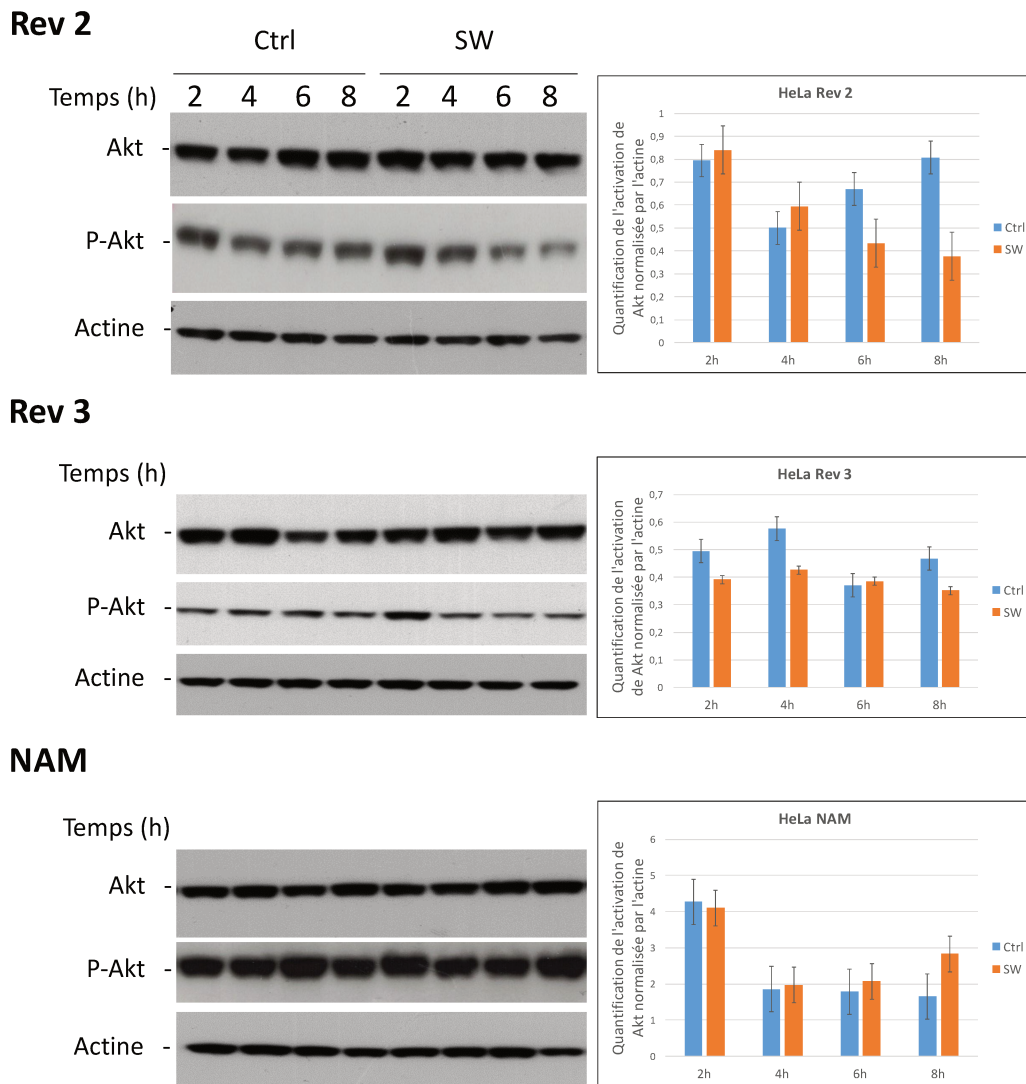 Rev 2
Ctrl SW
Temps (h) 2 4 6 8 2 4 6 8
Akt -
P-Akt -
Actine -
HeLa Rev 2
Quantification de l'activation de
Akt normalisée par l'actine
1
0,9
0,8
0,7
0,6
0,5
0,4
0,3
0,2
0,1
0
2h 4h 6h 8h
Ctrl
SW
Rev 3
Temps (h)
Akt -
P-Akt -
Actine -
HeLa Rev 3
Quantification de l'activation
de Akt normalisée par l'actine
0,7
0,6
0,5
0,4
0,3
0,2
0,1
0
2h 4h 6h 8h
Ctrl
SW
NAM
Temps (h)
Akt -
P-Akt -
Actine -
HeLa NAM
Quantification de l'activation de
Akt normalisée par l'actine
6
5
4
3
2
1
0
2h 4h 6h 8h
Ctrl
SW